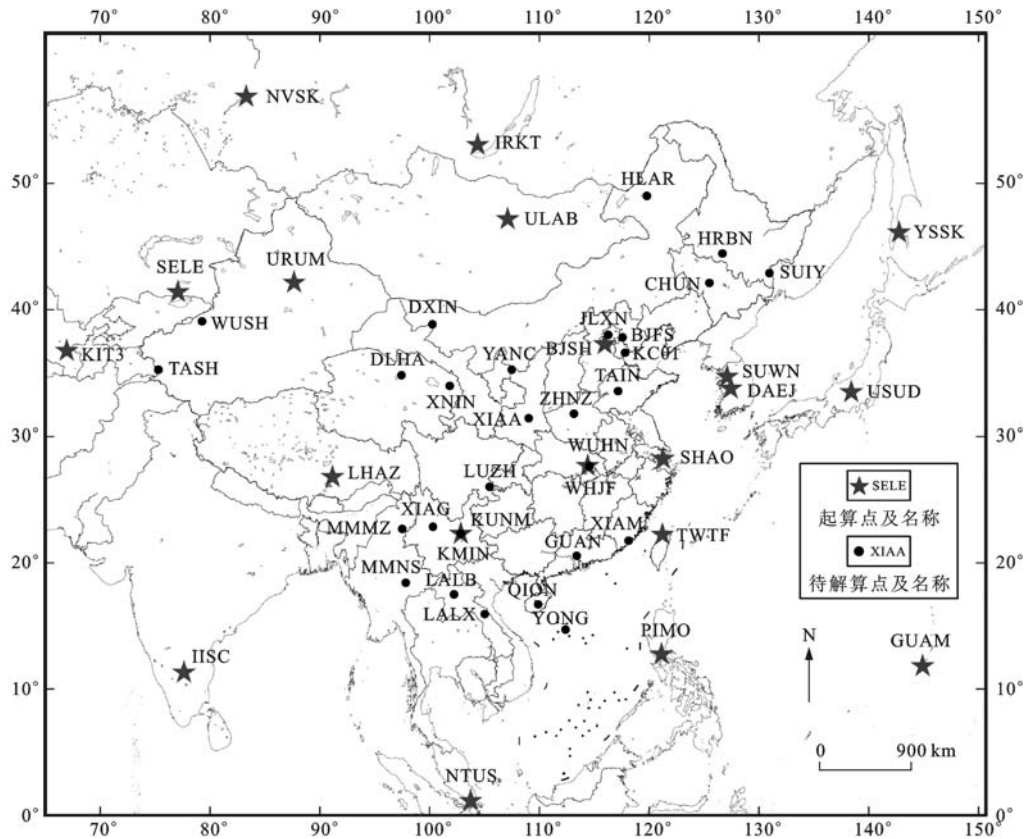 70° 80° 90° 100° 110° 120° 130° 140° 150°
NVSK
IRKT
50° 50°
HLAR
ULAB
YSSK
HRBN
SELE URUM
SUIY
CHUN
40° 40°
DXIN
JLXN
WUSH
BJFS
BJSH
KC01
KIT3
DLHA
YANC
TASH
TAIN
SUWN
DAEJ
USUD
XNIN
ZHNZ
XIAA
30° 30°
WUHN
SHAO
LHAZ
LUZH
WHJF
SELE
起算点及名称
XIAG
KUNM
XIAM
MMMZ
TWTF
GUAN
KMIN
XIAA
待解算点及名称
20° 20°
MMNS
LALB
QION
LALX
YONG
PIMO
N
GUAM
IISC
10° 10°
0 900 km
NTUS
0° 0°
70° 80° 90° 100° 110° 120° 130° 140° 150°